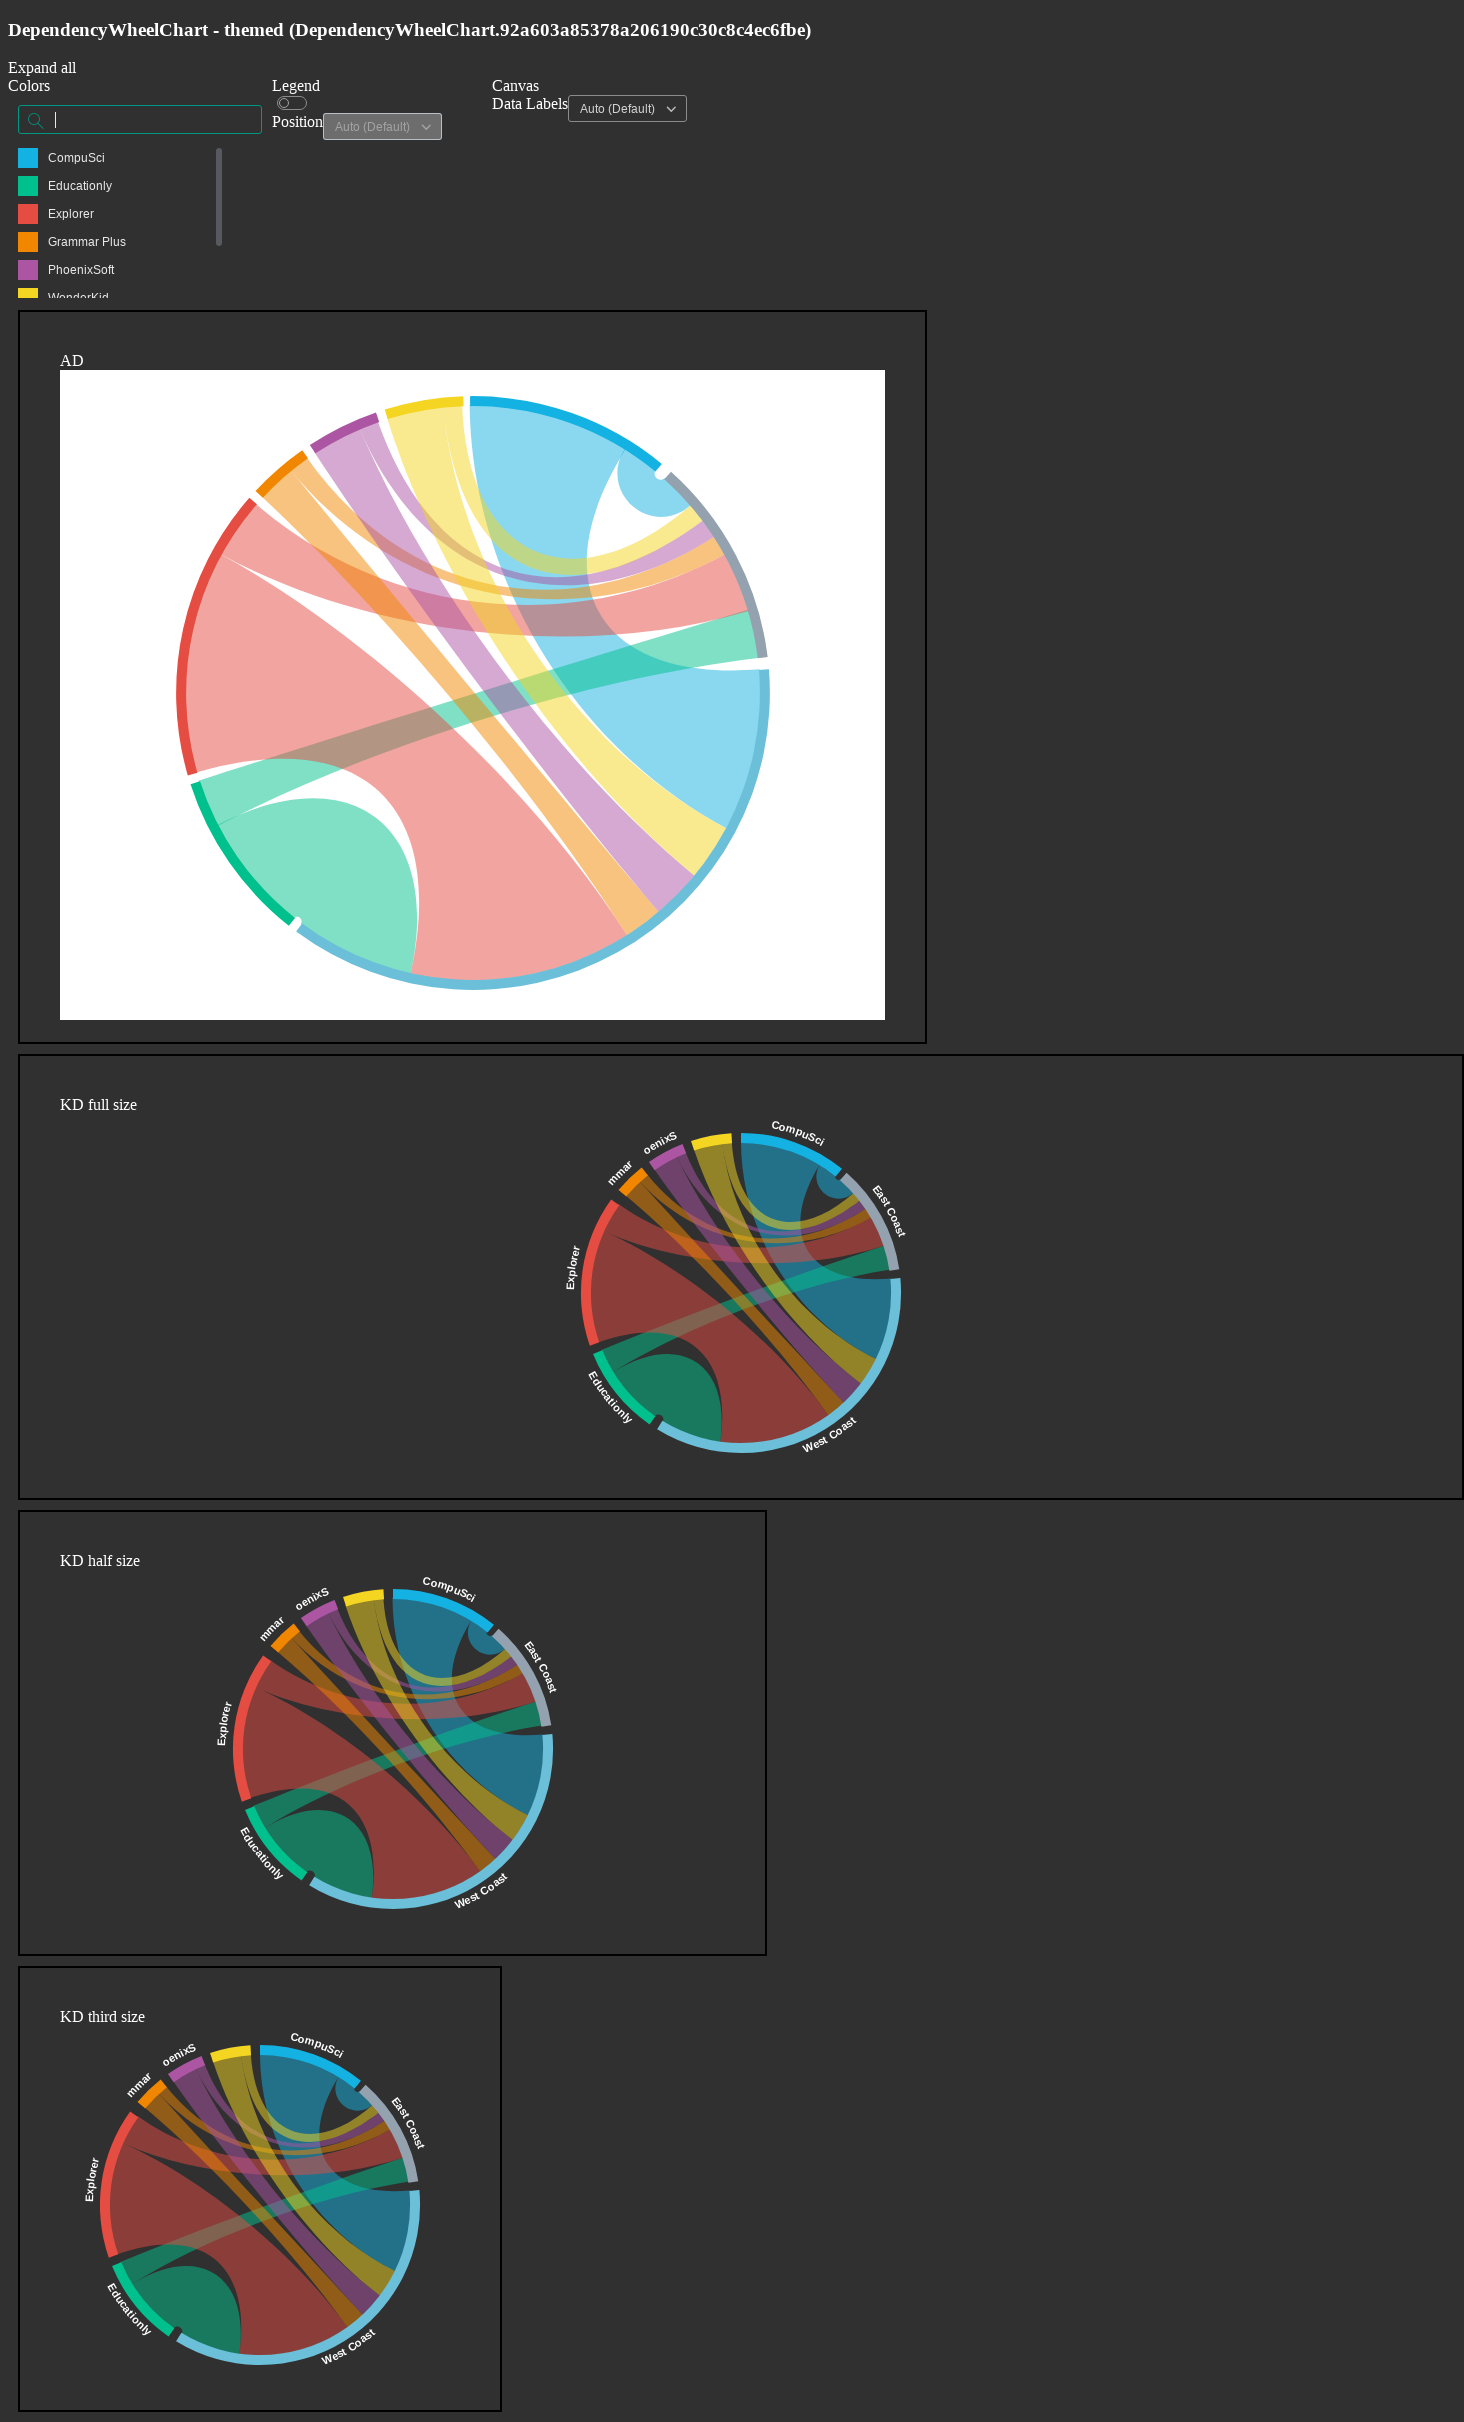 DependencyWheelChart - themed (DependencyWheelChart.92a603a85378a206190c30c8c4ec6fbe)
Expand all
Colors
Legend
Canvas
Data Labels Auto (Default)
Position Auto (Default)
CompuSci
Educationly
Explorer
Grammar Plus
PhoenixSoft
WonderKid
AD
KD full size
CompuSci
oenixS
mmar
East Coast
Explorer
Educationly
West Coast
KD half size
CompuSci
oenixS
mmar
East Coast
Explorer
Educationly
West Coast
KD third size
CompuSci
oenixS
mmar
East Coast
Explorer
Educationly
West Coast